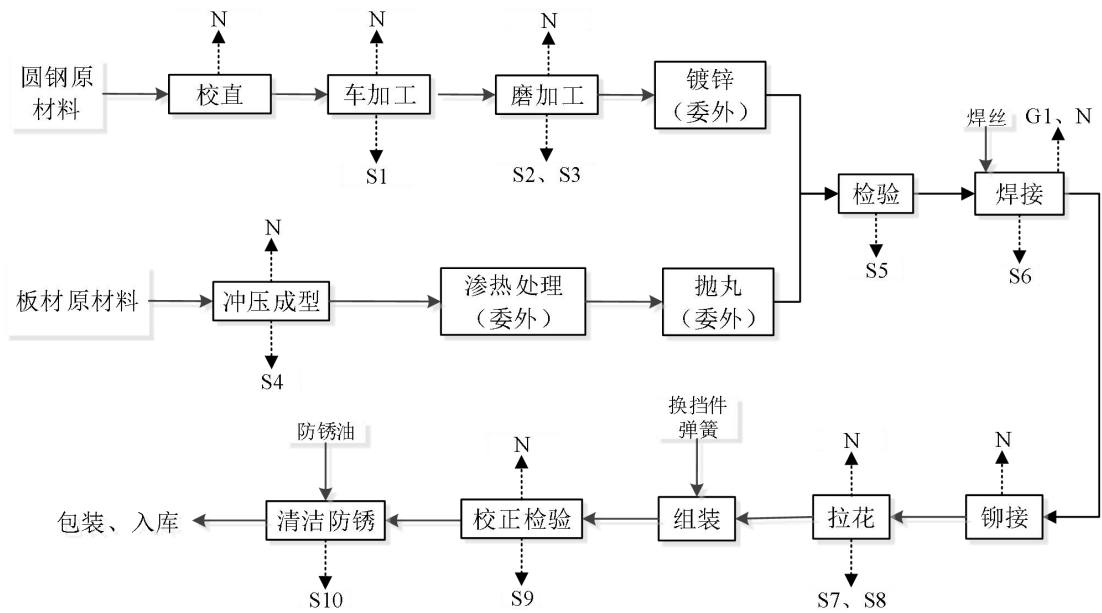 N
N
N
圆钢原
材料
校直
车加工
磨加工
镀锌
（委外）
S1
S2、S3
焊丝
G1、N
检验
焊接
S5
S6
N
板材原材料
冲压成型
渗热处理
（委外）
抛丸
（委外）
S4
换挡件
弹簧
防锈油
N
N
N
包装、入库
清洁防锈
校正检验
组装
拉花
铆接
S10
S9
S7、S8